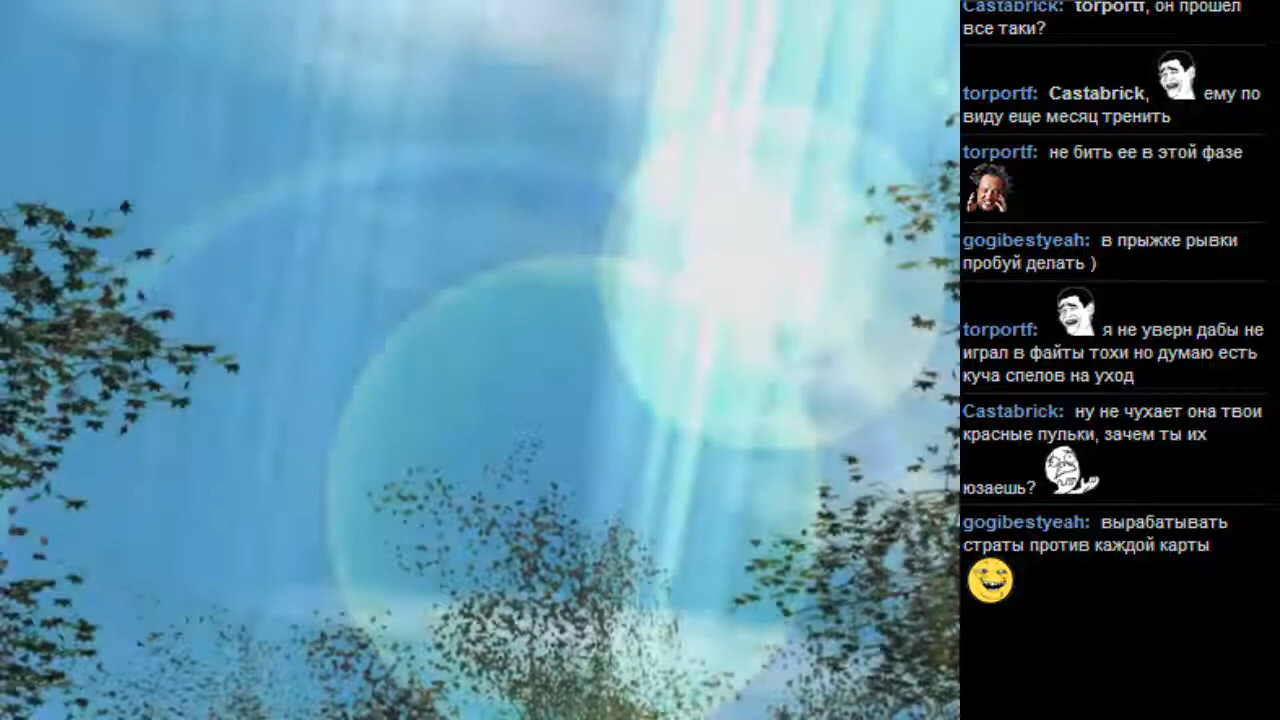 Castabrick: torportf, он прошел
все таки?
torportf: Castabrick, ему по
виду еще месяц тренить
torportf: не бить ее в этой фазе
gogibestyeah: в прыжке рывки
пробуй делать )
torportf: я не уверн дабы не
играл в файты тохи но думаю есть
куча спелов на уход
Castabrick: ну не чухает она твои
красные пульки, зачем ты их
юзаешь?
gogibestyeah: вырабатывать
страты против каждой карты